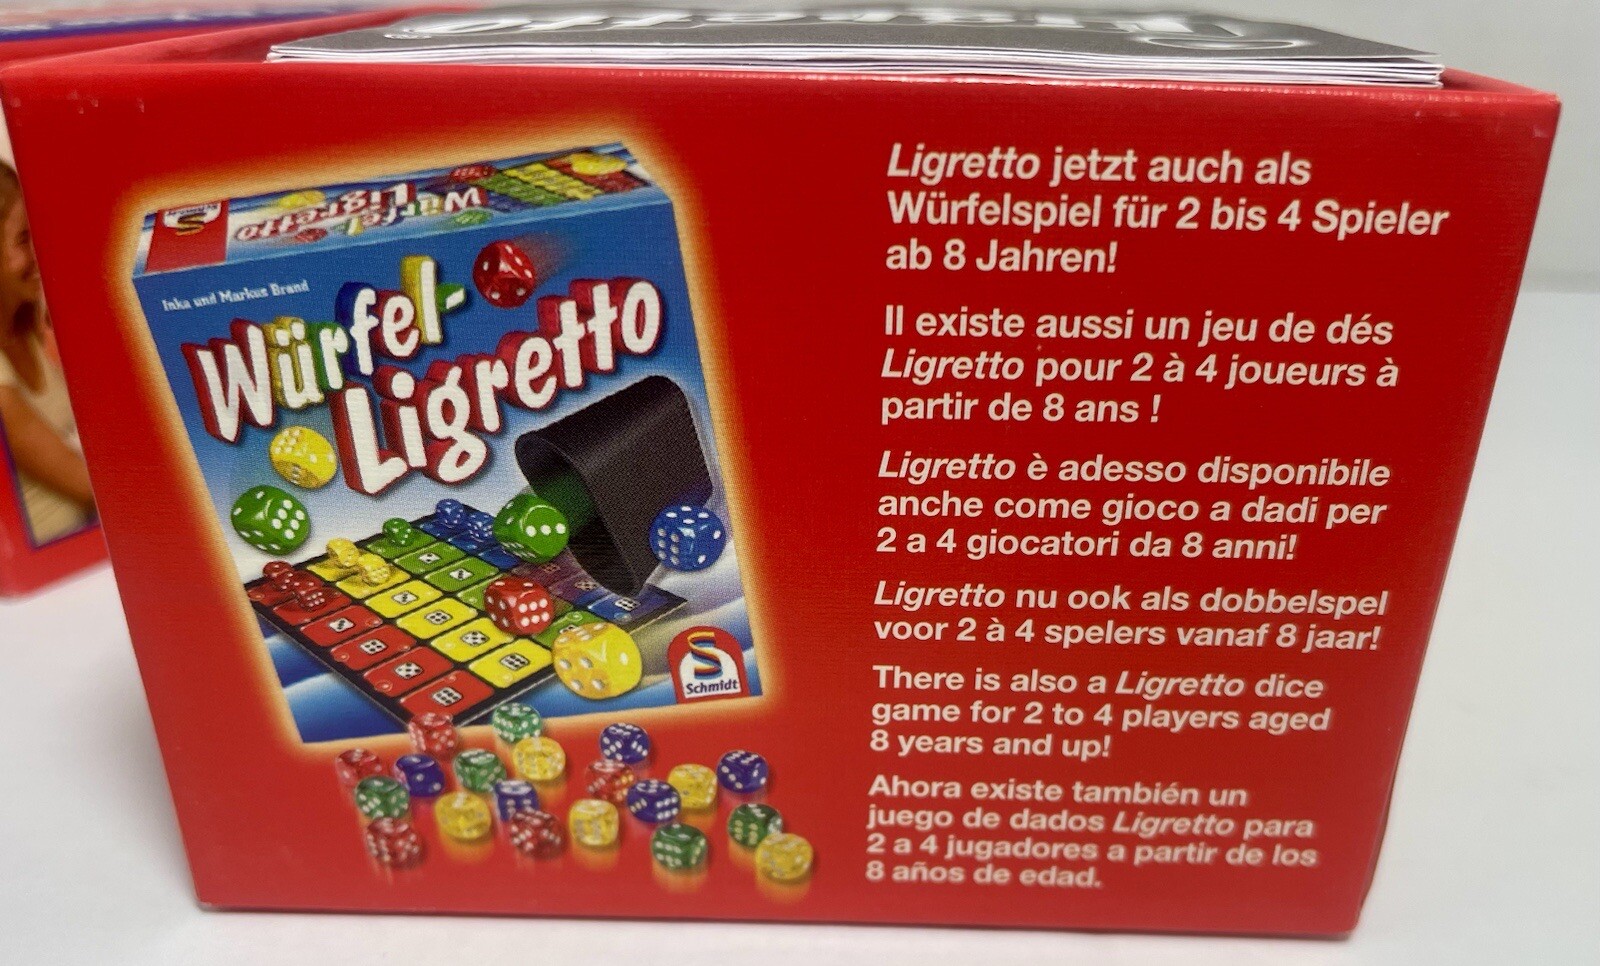 Ligretto
Schmidt
Würfel-
Ligretto
Inka und Markus Brand
Würfel-
Ligretto
Schmidt
Ligretto jetzt auch als
Würfelspiel für 2 bis 4 Spieler
ab 8 Jahren!
Il existe aussi un jeu de dés
Ligretto pour 2 à 4 joueurs à
partir de 8 ans !
Ligretto è adesso disponibile
anche come gioco a dadi per
2 a 4 giocatori da 8 anni!
Ligretto nu ook als dobbelspel
voor 2 à 4 spelers vanaf 8 jaar!
There is also a Ligretto dice
game for 2 to 4 players aged
8 years and up!
Ahora existe también un
juego de dados Ligretto para
2 a 4 jugadores a partir de los
8 años de edad.